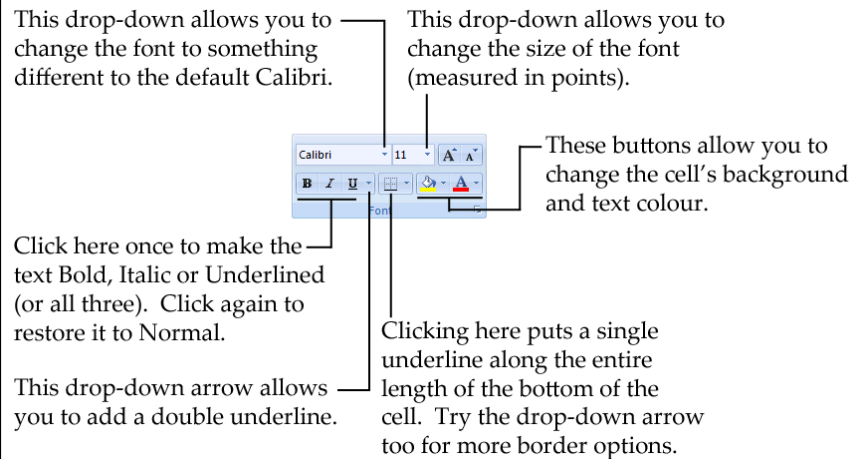 This drop-down allows you to
change the font to something
different to the default Calibri.
This drop-down allows you to
change the size of the font
(measured in points).
Calibri
11
A A
B I U
A
Font
These buttons allow you to
change the cell's background
and text colour.
Click here once to make the
text Bold, Italic or Underlined
(or all three).  Click again to
restore it to Normal.
This drop-down arrow allows
you to add a double underline.
Clicking here puts a single
underline along the entire
length of the bottom of the
cell.  Try the drop-down arrow
too for more border options.